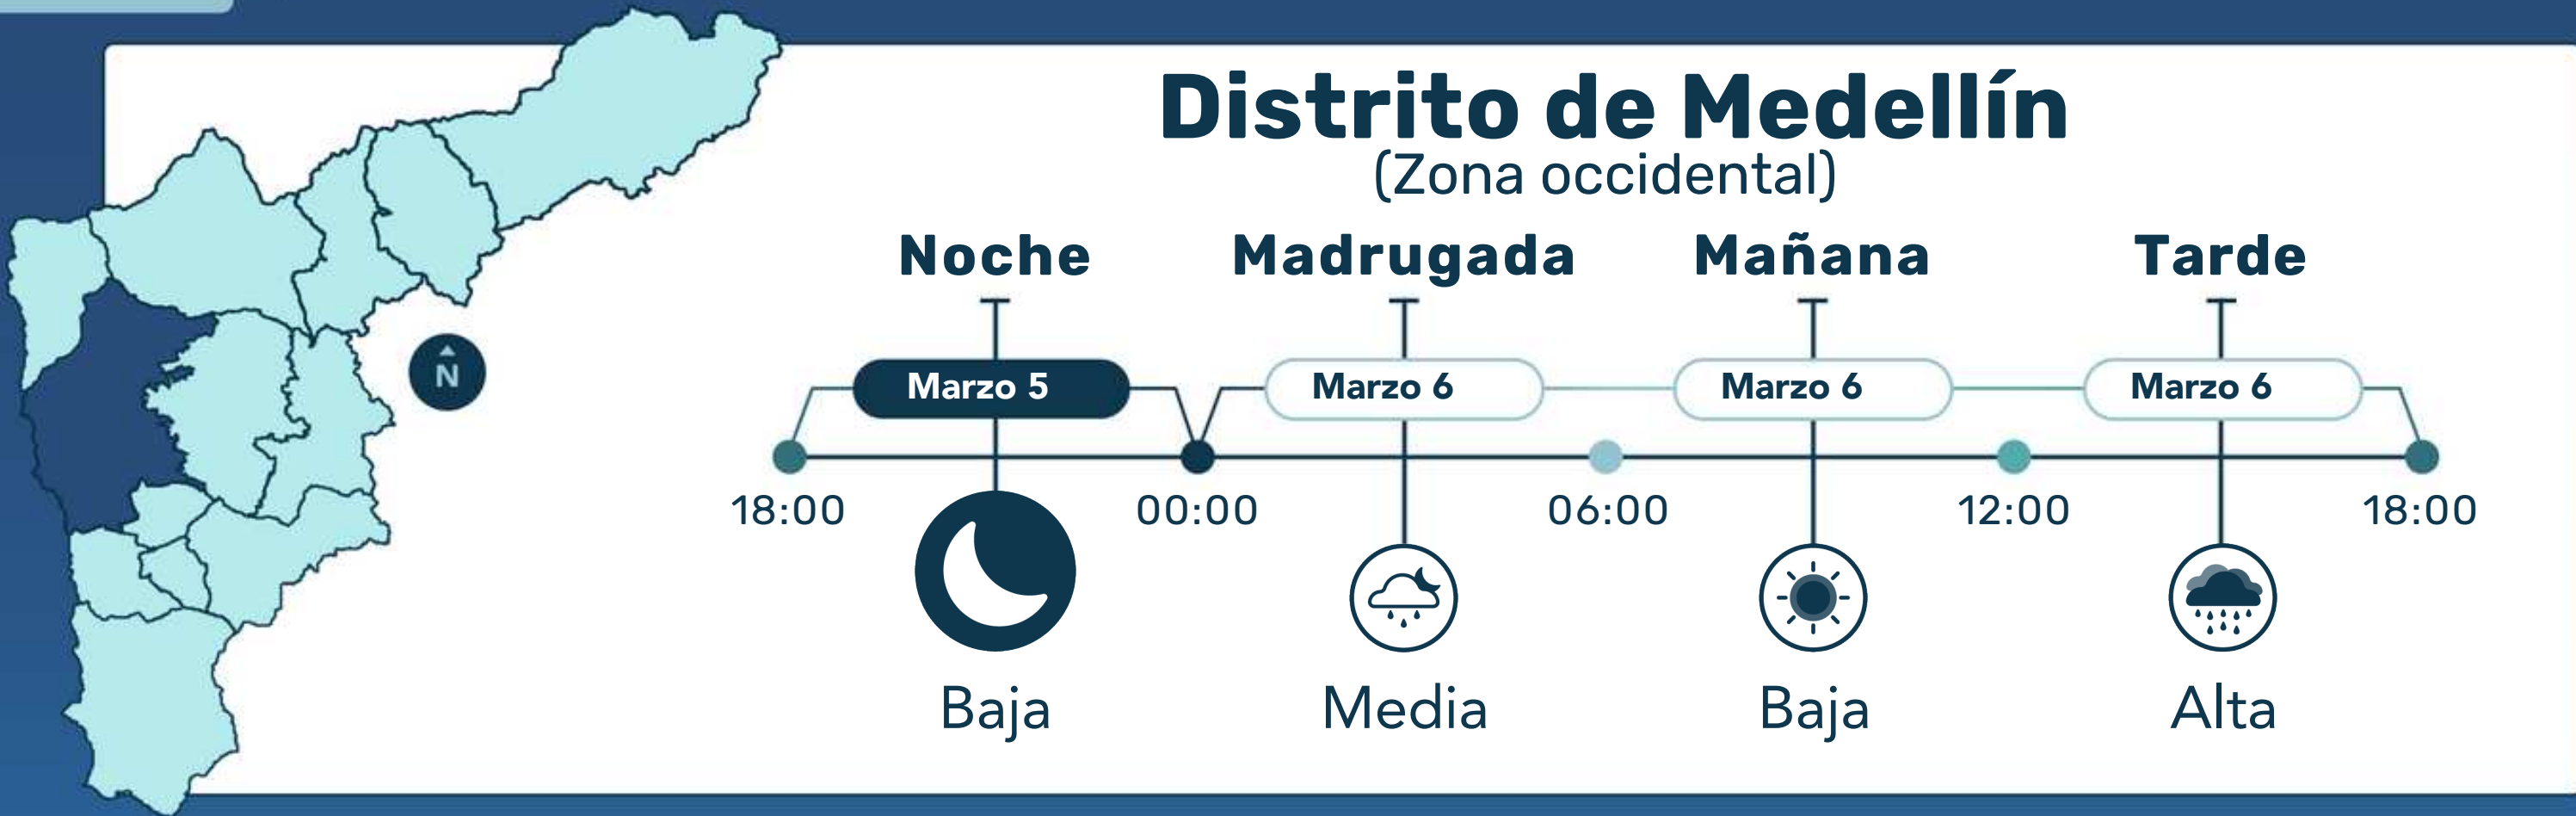 Distrito de Medellín
(Zona occidental)
Noche Madrugada Mañana Tarde
Marzo 5 Marzo 6 Marzo 6 Marzo 6
N
18:00 00:00 06:00 12:00 18:00
Baja Media Baja Alta